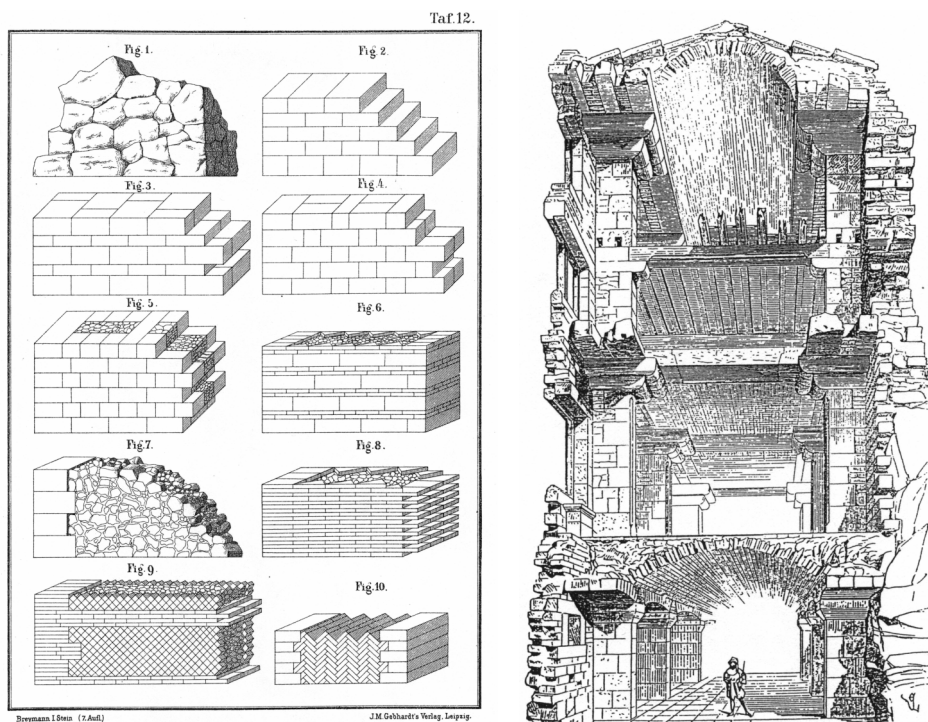 Taf.12.
Fig.1.
Fig.2.
Fig.3.
Fig.4.
Fig.5.
Fig.6.
Fig.7.
Fig.8.
Fig.9.
Fig.10.
Breymann I Stein (7. Aufl.)
J.M. Gebhardt's Verlag, Leipzig.